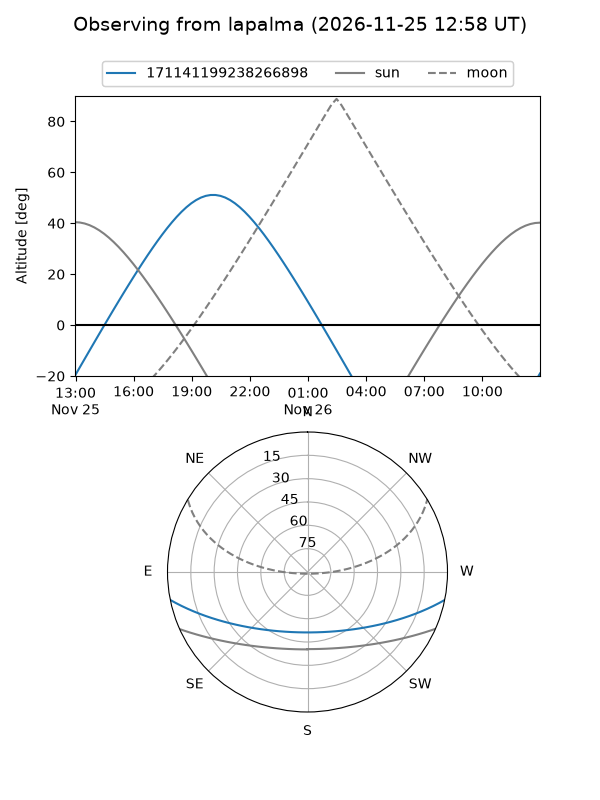 Observing from lapalma (2026-11-25 12:58 UT)
171141199238266898 sun moon
Altitude [deg]
80
60
40
20
0
−20
13:00 16:00 19:00 22:00 01:00 04:00 07:00 10:00
Nov 25 Nov 26
N
NE NW
15
30
45
60
75
E W
SE SW
S